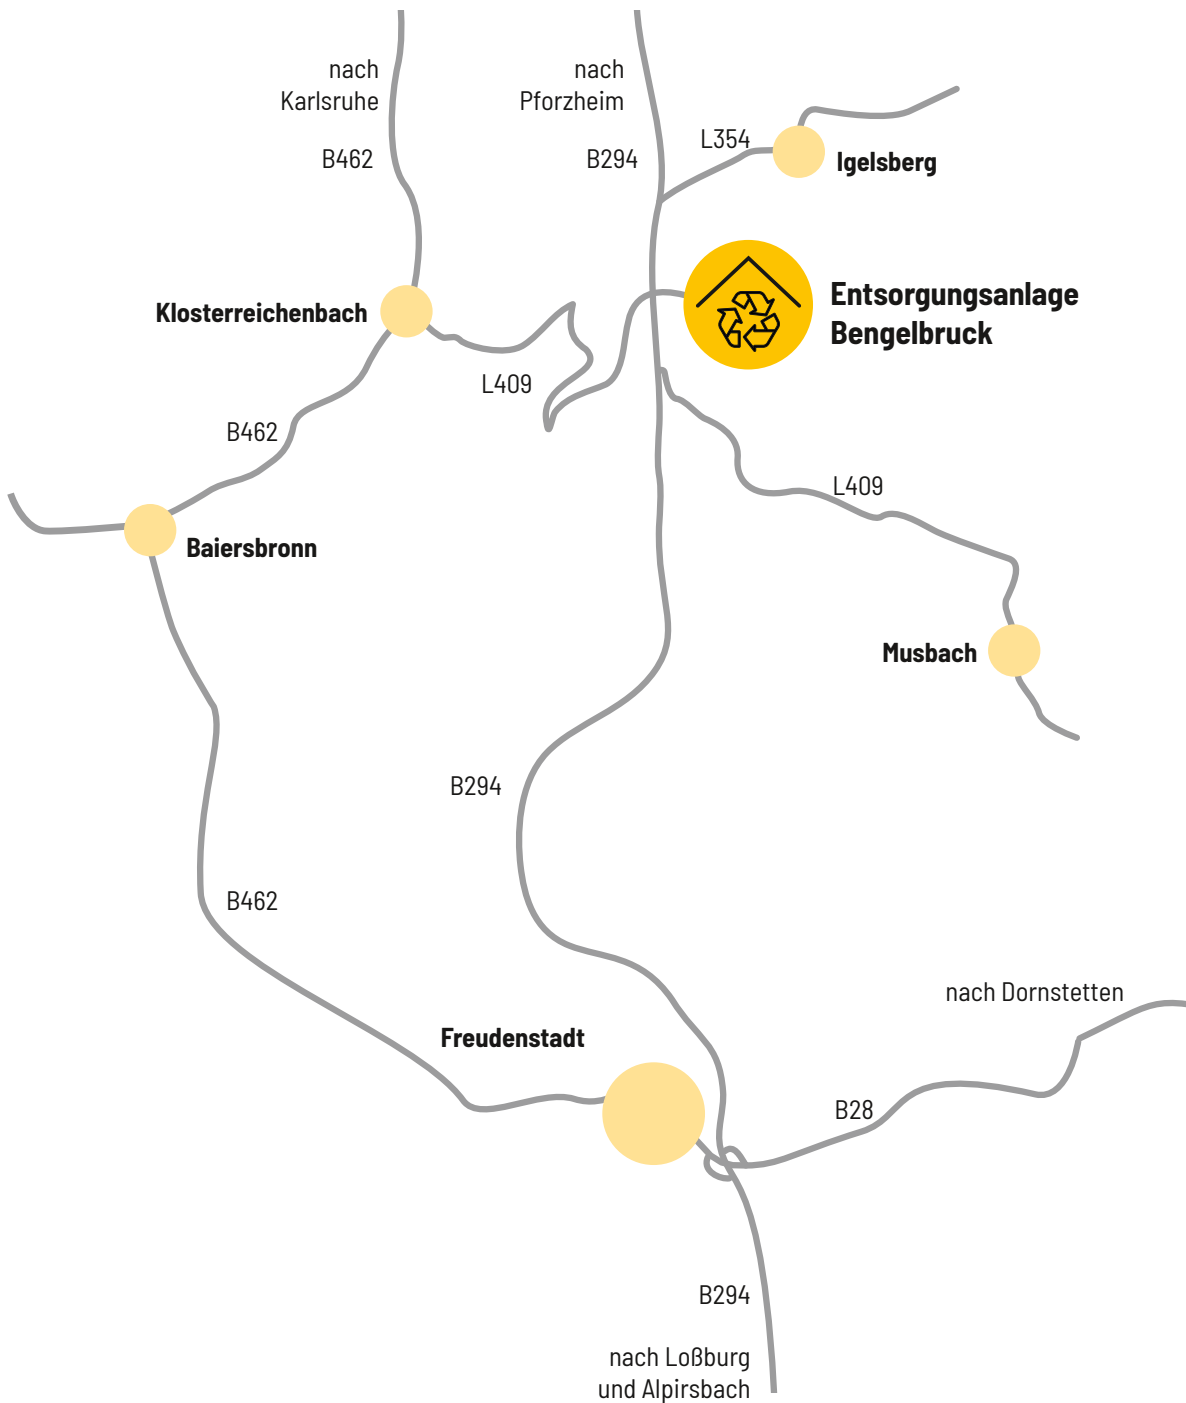 nach
Karlsruhe
B462
nach
Pforzheim
B294
L354
Igelsberg
Entsorgungsanlage
Bengelbruck
Klosterreichenbach
L409
B462
L409
Baiersbronn
Musbach
B294
B462
nach Dornstetten
Freudenstadt
B28
B294
nach Loßburg
und Alpirsbach